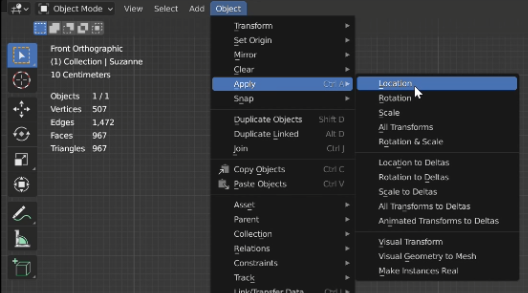 Object Mode View Select Add Object
Front Orthographic
(1) Collection | Suzanne
10 Centimeters
Objects 1 / 1
Vertices 507
Edges 1,472
Faces 967
Triangles 967
Transform
Set Origin
Mirror
Clear
Apply Ctrl A
Snap
Duplicate Objects Shift D
Duplicate Linked Alt D
Join Ctrl J
Copy Objects Ctrl C
Paste Objects Ctrl V
Asset
Parent
Collection
Relations
Constraints
Track
Link/Transfer Data Ctrl L
Location
Rotation
Scale
All Transforms
Rotation & Scale
Location to Deltas
Rotation to Deltas
Scale to Deltas
All Transforms to Deltas
Animated Transforms to Deltas
Visual Transform
Visual Geometry to Mesh
Make Instances Real